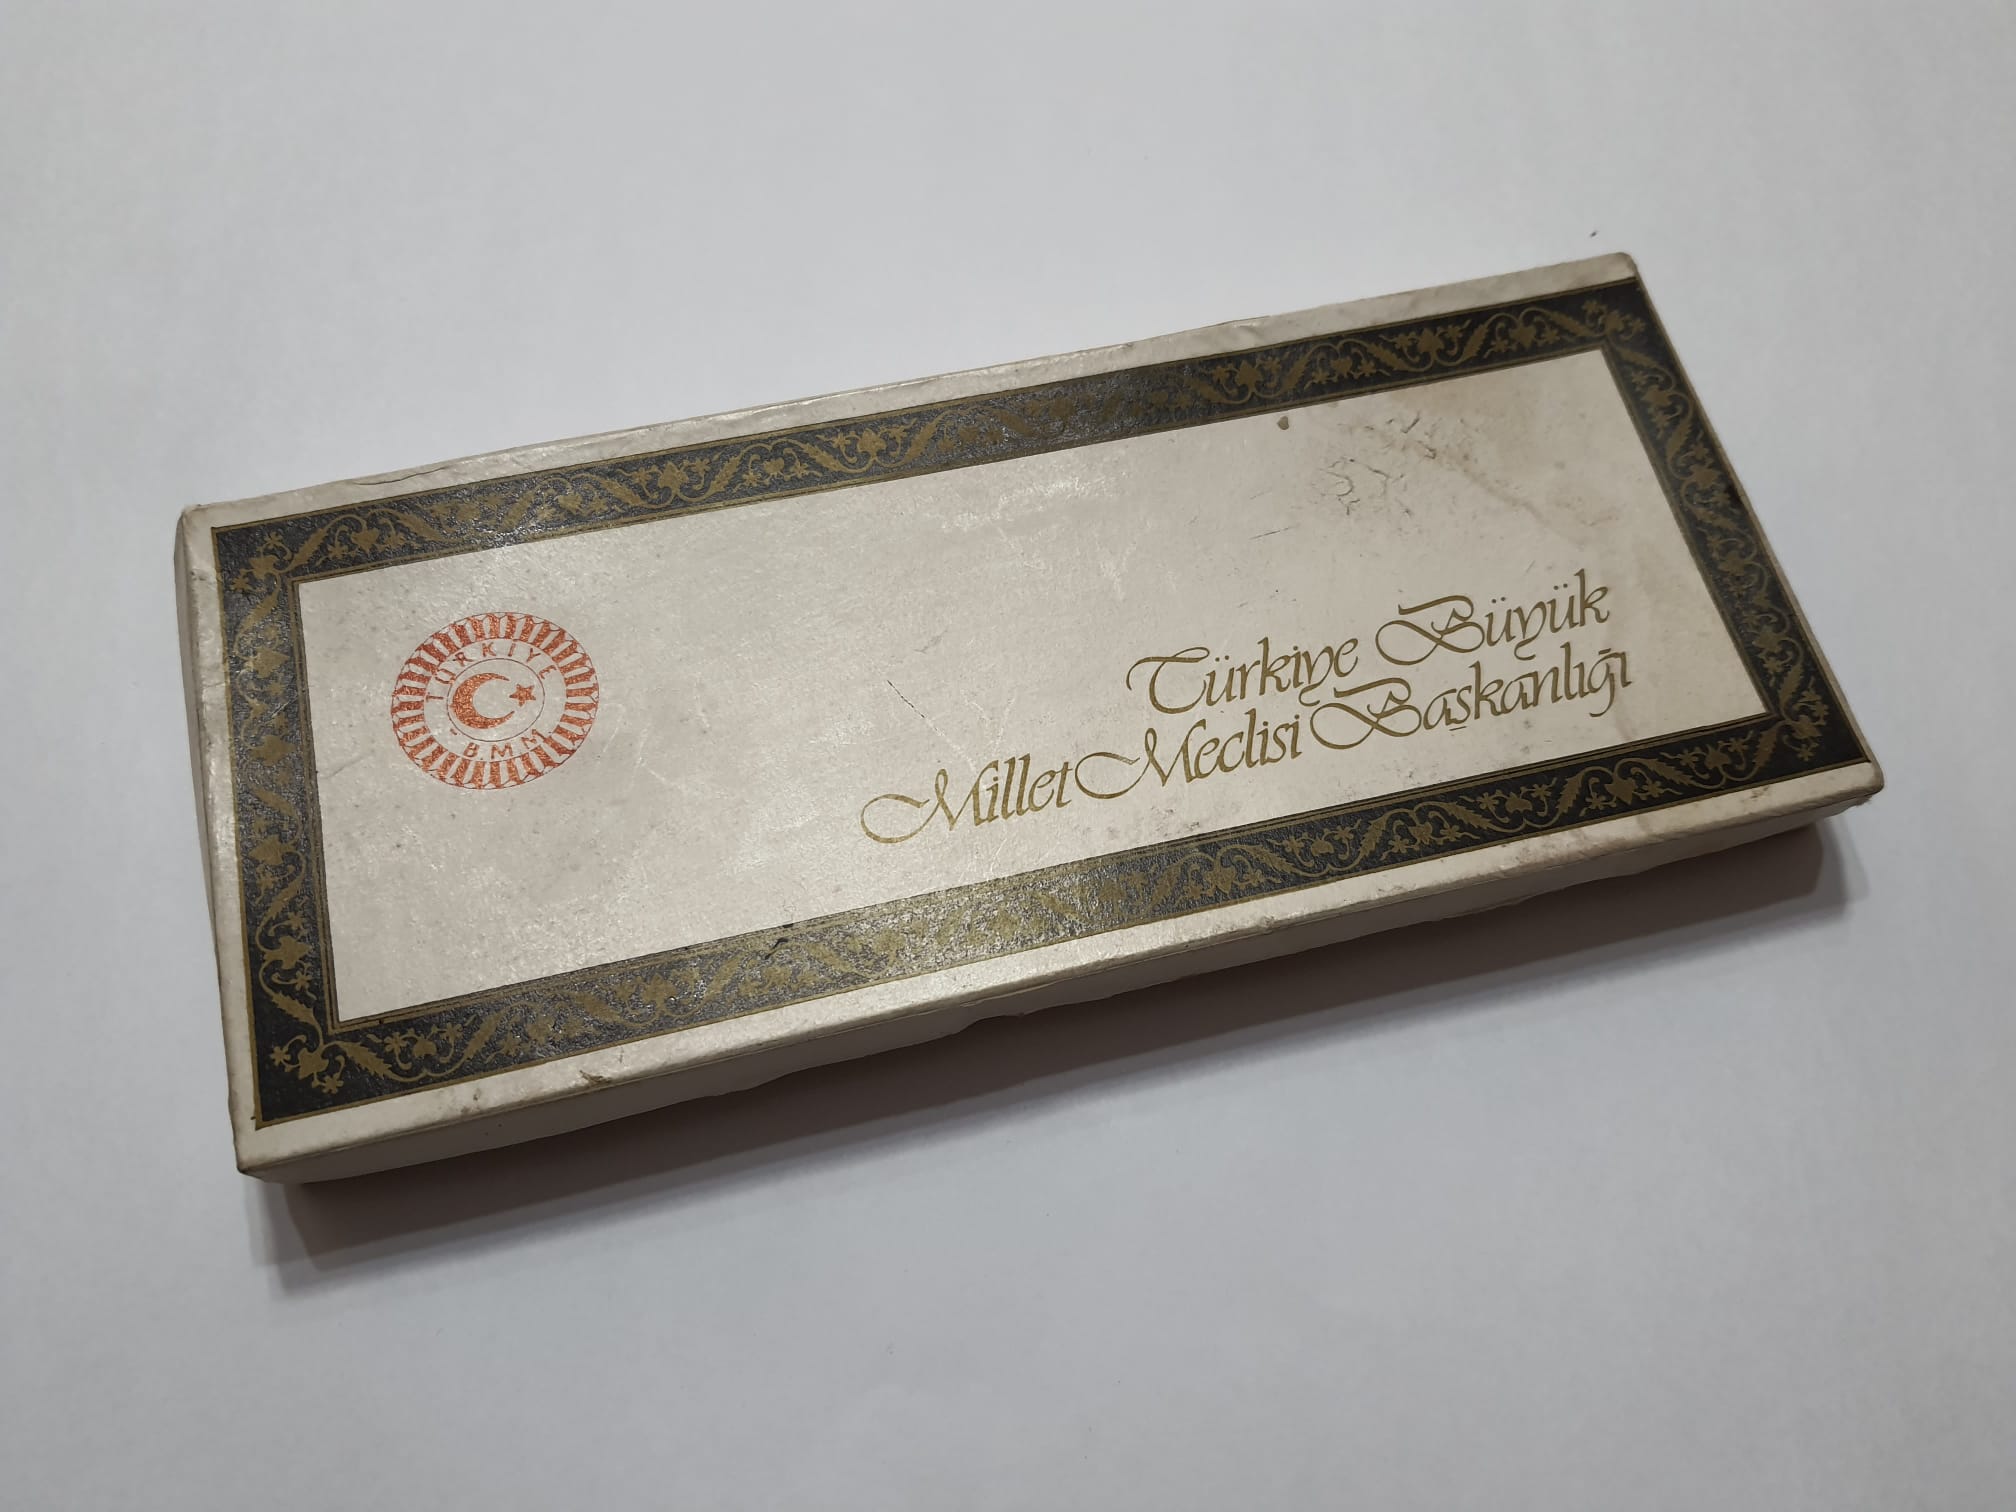 TÜRKİYE
B.M.M
Türkiye Büyük
Millet Meclisi Başkanlığı